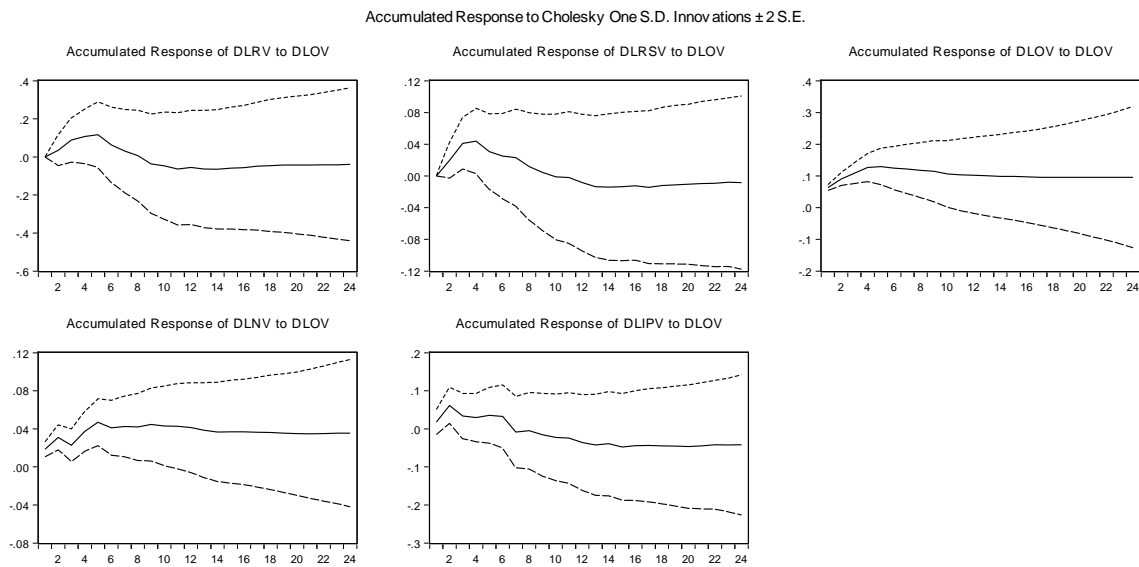 Accumulated Response to Cholesky One S.D. Innovations ± 2 S.E.
Accumulated Response of DLRV to DLOV
.4
.2
.0
-.2
-.4
-.6
2 4 6 8 10 12 14 16 18 20 22 24
Accumulated Response of DLRSV to DLOV
.12
.08
.04
.00
-.04
-.08
-.12
2 4 6 8 10 12 14 16 18 20 22 24
Accumulated Response of DLOV to DLOV
.4
.3
.2
.1
.0
-.1
-.2
2 4 6 8 10 12 14 16 18 20 22 24
Accumulated Response of DLNV to DLOV
.12
.08
.04
.00
-.04
-.08
2 4 6 8 10 12 14 16 18 20 22 24
Accumulated Response of DLIPV to DLOV
.2
.1
.0
-.1
-.2
-.3
2 4 6 8 10 12 14 16 18 20 22 24